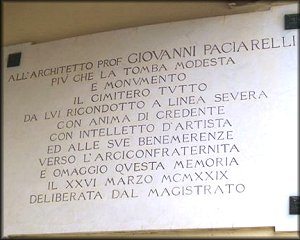 ALL'ARCHITETTO PROF GIOVANNI PACIARELLI
PIV CHE LA TOMBA MODESTA
E MONVMENTO
IL CIMITERO TVTTO
DA LVI RICONDOTTO A LINEA SEVERA
CON ANIMA DI CREDENTE
CON INTELLETTO D'ARTISTA
ED ALLE SVE BENEMERENZE
VERSO L'ARCICONFRATERNITA
E OMAGGIO QVESTA MEMORIA
IL XXVI MARZO MCMXXIX
DELIBERATA DAL MAGISTRATO